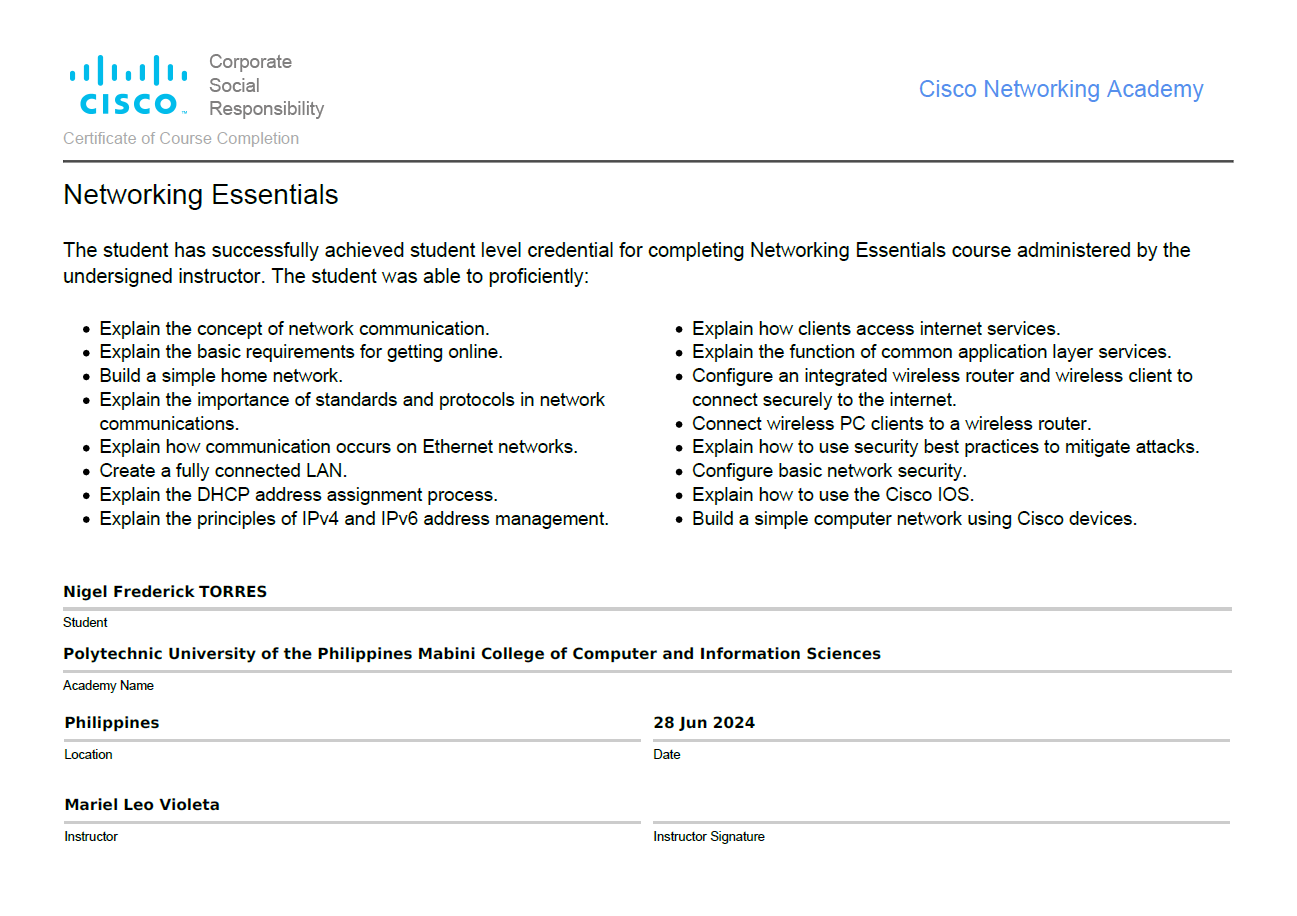 CISCO
Corporate
Social
Responsibility
Cisco Networking Academy
Certificate of Course Completion
Networking Essentials
The student has successfully achieved student level credential for completing Networking Essentials course administered by the
undersigned instructor. The student was able to proficiently:
• Explain the concept of network communication.
• Explain the basic requirements for getting online.
• Build a simple home network.
• Explain the importance of standards and protocols in network
communications.
• Explain how communication occurs on Ethernet networks.
• Create a fully connected LAN.
• Explain the DHCP address assignment process.
• Explain the principles of IPv4 and IPv6 address management.
• Explain how clients access internet services.
• Explain the function of common application layer services.
• Configure an integrated wireless router and wireless client to
connect securely to the internet.
• Connect wireless PC clients to a wireless router.
• Explain how to use security best practices to mitigate attacks.
• Configure basic network security.
• Explain how to use the Cisco IOS.
• Build a simple computer network using Cisco devices.
Nigel Frederick TORRES
Student
Polytechnic University of the Philippines Mabini College of Computer and Information Sciences
Academy Name
Philippines
Location
28 Jun 2024
Date
Mariel Leo Violeta
Instructor
Instructor Signature